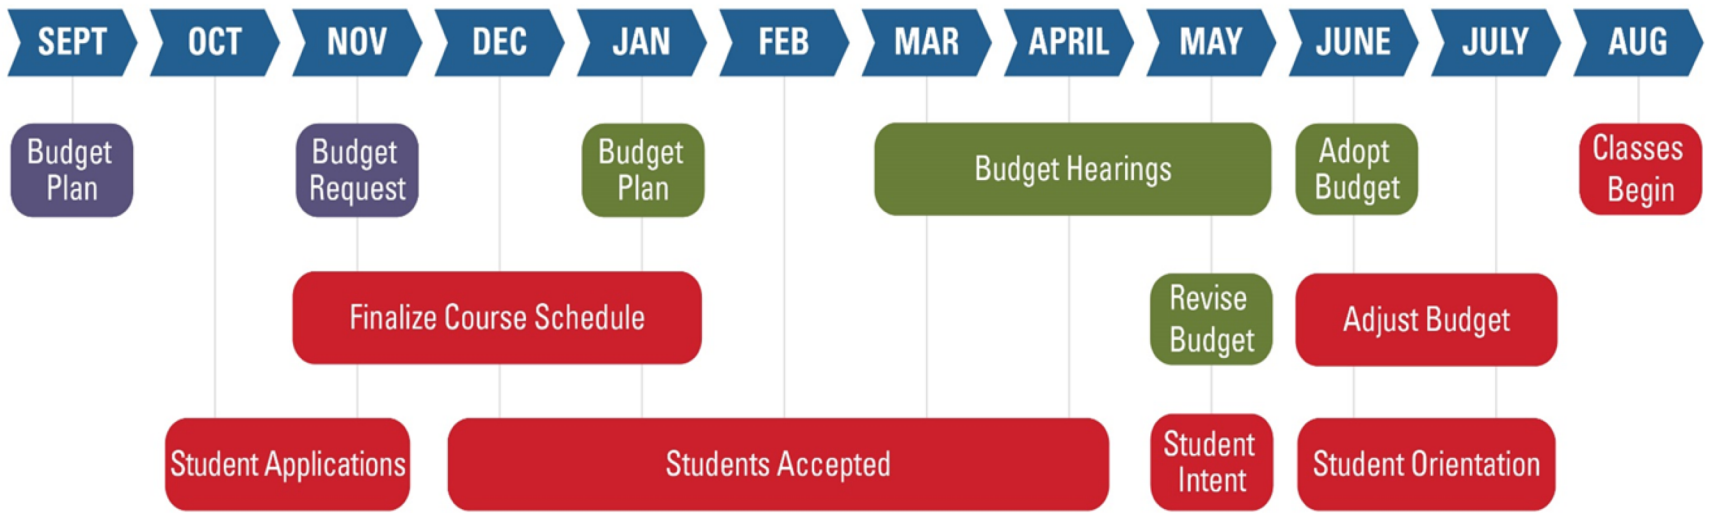 SEPT OCT NOV DEC JAN FEB MAR APRIL MAY JUNE JULY AUG
Budget
Plan
Budget
Request
Budget
Plan
Budget Hearings
Adopt
Budget
Classes
Begin
Finalize Course Schedule
Revise
Budget
Adjust Budget
Student Applications
Students Accepted
Student
Intent
Student Orientation